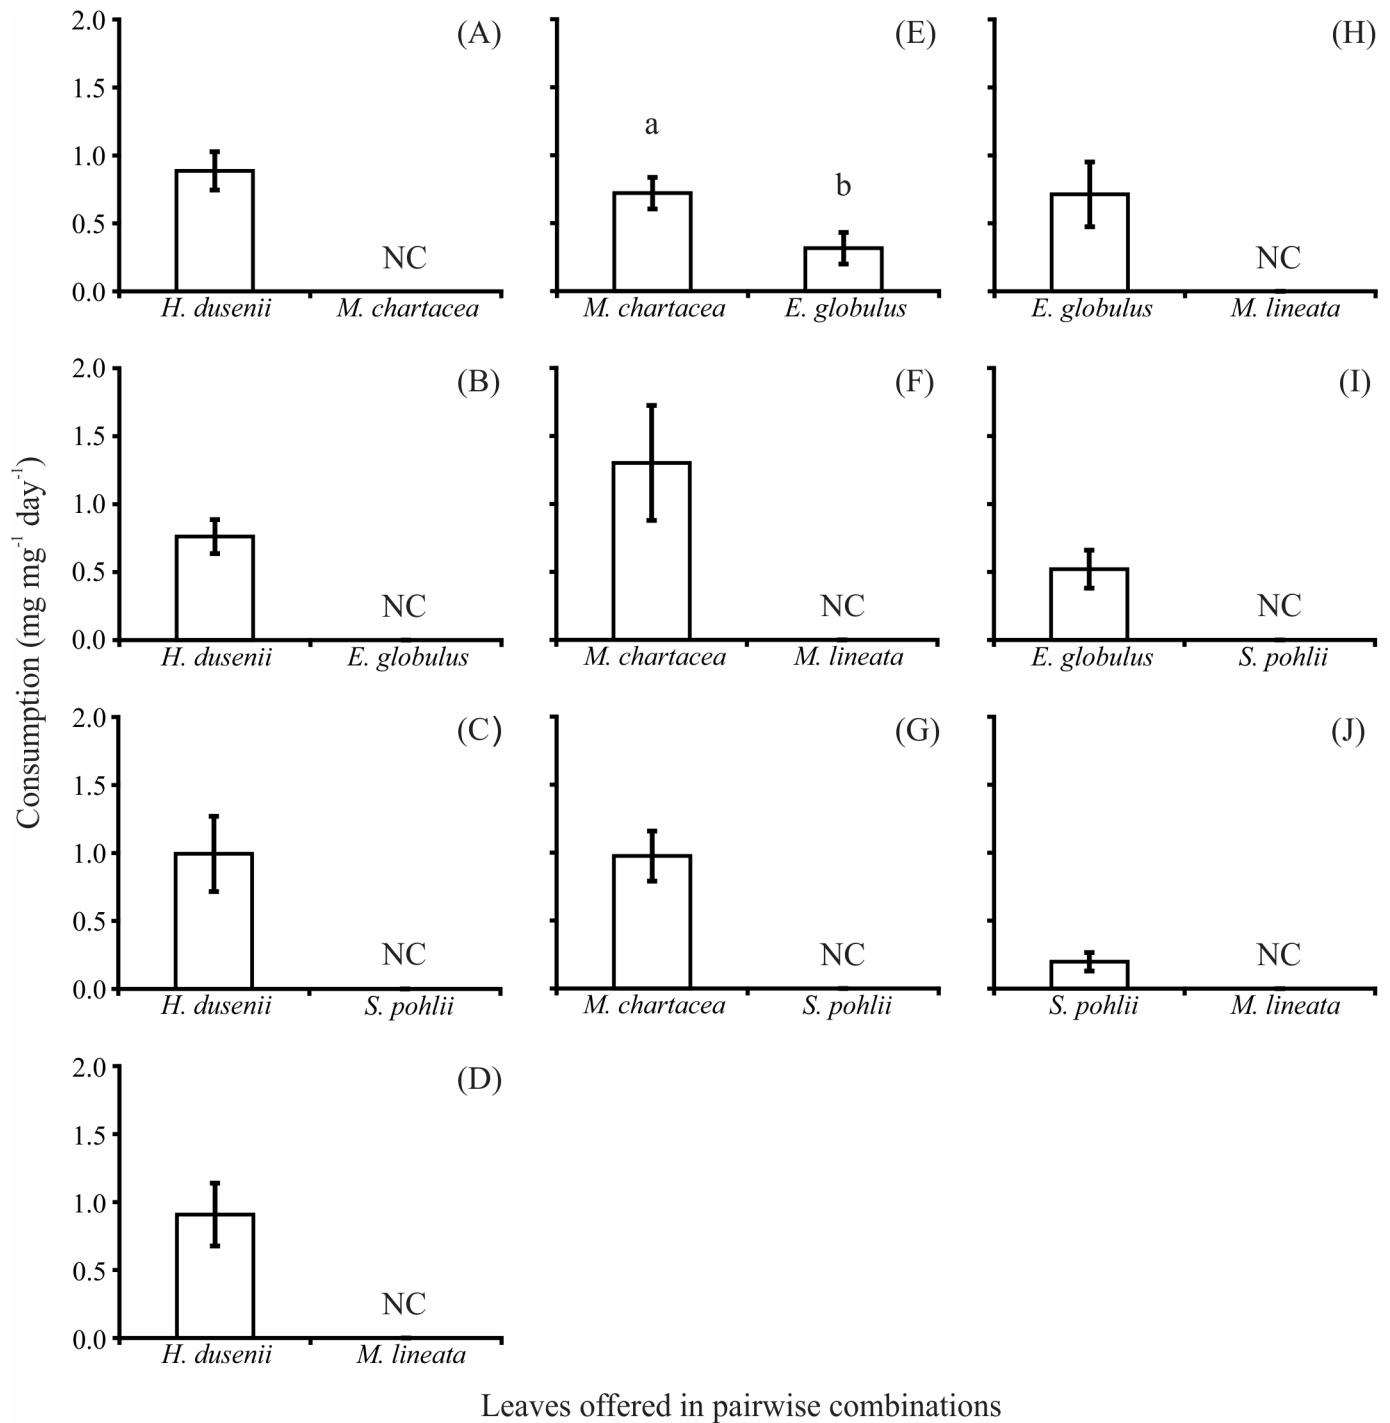 Consumption (mg mg⁻¹ day⁻¹)
2.0 (A)
1.5
1.0
0.5
0.0
NC
H. dusenii M. chartacea
(E)
a
b
M. chartacea E. globulus
(H)
NC
E. globulus M. lineata
2.0 (B)
1.5
1.0
0.5
0.0
NC
H. dusenii E. globulus
(F)
NC
M. chartacea M. lineata
(I)
NC
E. globulus S. pohlii
2.0 (C)
1.5
1.0
0.5
0.0
NC
H. dusenii S. pohlii
(G)
NC
M. chartacea S. pohlii
(J)
NC
S. pohlii M. lineata
2.0 (D)
1.5
1.0
0.5
0.0
NC
H. dusenii M. lineata
Leaves offered in pairwise combinations